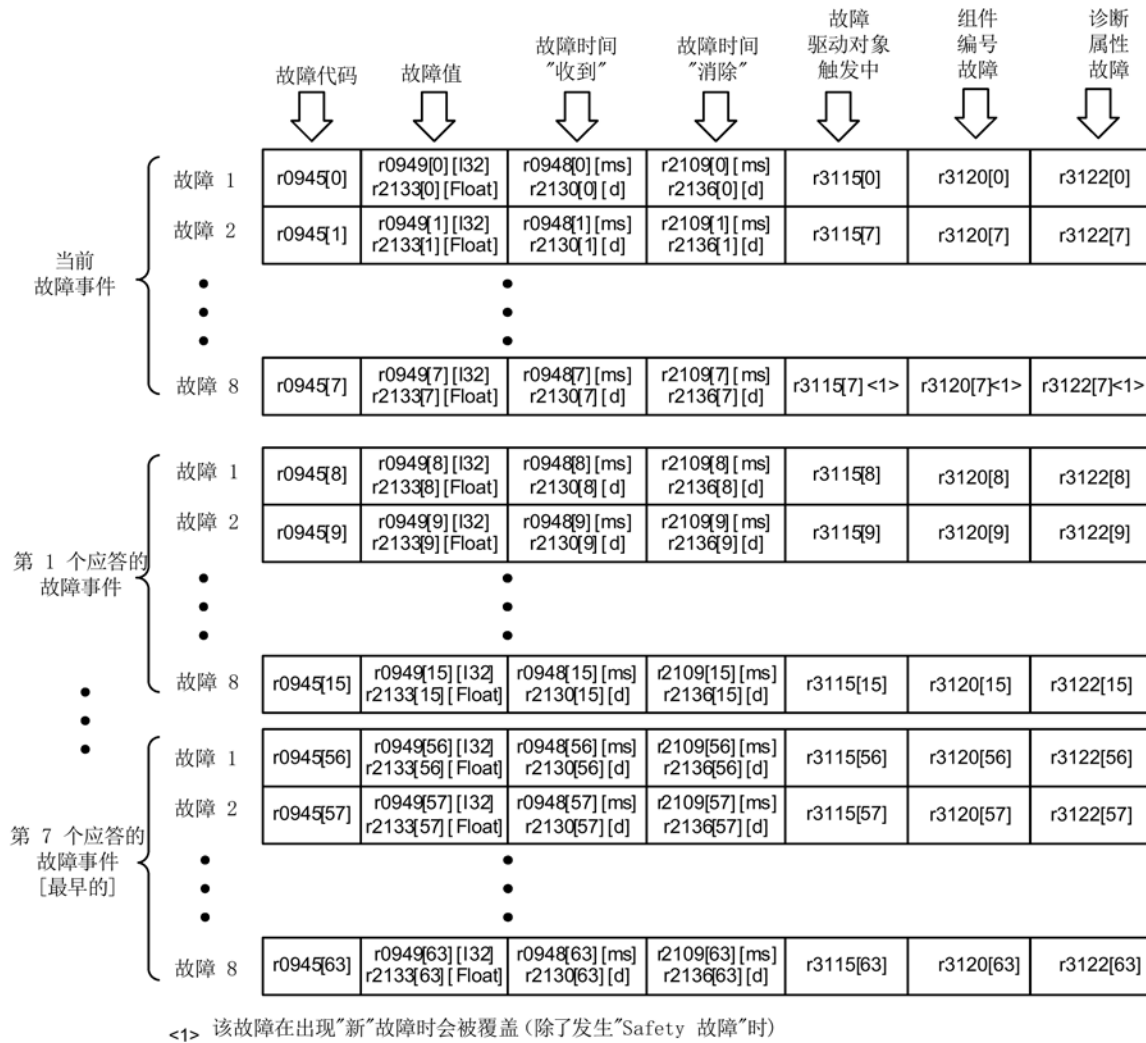 故障代码
故障值
故障时间
"收到"
故障时间
"消除"
故障
驱动对象
触发中
组件
编号
故障
诊断
属性
故障
当前
故障事件
故障 1
r0945[0]
r0949[0][I32]
r2133[0][Float]
r0948[0][ms]
r2130[0][d]
r2109[0][ms]
r2136[0][d]
r3115[0]
r3120[0]
r3122[0]
故障 2
r0945[1]
r0949[1][I32]
r2133[1][Float]
r0948[1][ms]
r2130[1][d]
r2109[1][ms]
r2136[1][d]
r3115[7]
r3120[7]
r3122[7]
故障 8
r0945[7]
r0949[7][I32]
r2133[7][Float]
r0948[7][ms]
r2130[7][d]
r2109[7][ms]
r2136[7][d]
r3115[7]<1>
r3120[7]<1>
r3122[7]<1>
第 1 个应答的
故障事件
故障 1
r0945[8]
r0949[8][I32]
r2133[8][Float]
r0948[8][ms]
r2130[8][d]
r2109[8][ms]
r2136[8][d]
r3115[8]
r3120[8]
r3122[8]
故障 2
r0945[9]
r0949[9][I32]
r2133[9][Float]
r0948[9][ms]
r2130[9][d]
r2109[9][ms]
r2136[9][d]
r3115[9]
r3120[9]
r3122[9]
故障 8
r0945[15]
r0949[15][I32]
r2133[15][Float]
r0948[15][ms]
r2130[15][d]
r2109[15][ms]
r2136[15][d]
r3115[15]
r3120[15]
r3122[15]
第 7 个应答的
故障事件
[最早的]
故障 1
r0945[56]
r0949[56][I32]
r2133[56][Float]
r0948[56][ms]
r2130[56][d]
r2109[56][ms]
r2136[56][d]
r3115[56]
r3120[56]
r3122[56]
故障 2
r0945[57]
r0949[57][I32]
r2133[57][Float]
r0948[57][ms]
r2130[57][d]
r2109[57][ms]
r2136[57][d]
r3115[57]
r3120[57]
r3122[57]
故障 8
r0945[63]
r0949[63][I32]
r2133[63][Float]
r0948[63][ms]
r2130[63][d]
r2109[63][ms]
r2136[63][d]
r3115[63]
r3120[63]
r3122[63]
<1> 该故障在出现"新"故障时会被覆盖(除了发生"Safety 故障"时)